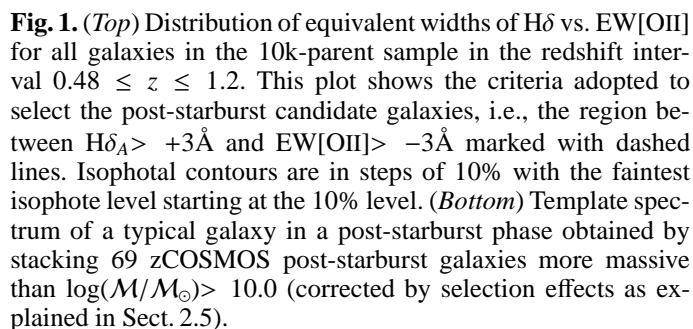 Fig. 1. (Top) Distribution of equivalent widths of Hδ vs. EW[OII]
for all galaxies in the 10k-parent sample in the redshift inter-
val 0.48 ≤ z ≤ 1.2. This plot shows the criteria adopted to
select the post-starburst candidate galaxies, i.e., the region be-
tween Hδ_A> +3Å and EW[OII]> −3Å marked with dashed
lines. Isophotal contours are in steps of 10% with the faintest
isophote level starting at the 10% level. (Bottom) Template spec-
trum of a typical galaxy in a post-starburst phase obtained by
stacking 69 zCOSMOS post-starburst galaxies more massive
than log(M/M⊙)> 10.0 (corrected by selection effects as ex-
plained in Sect. 2.5).